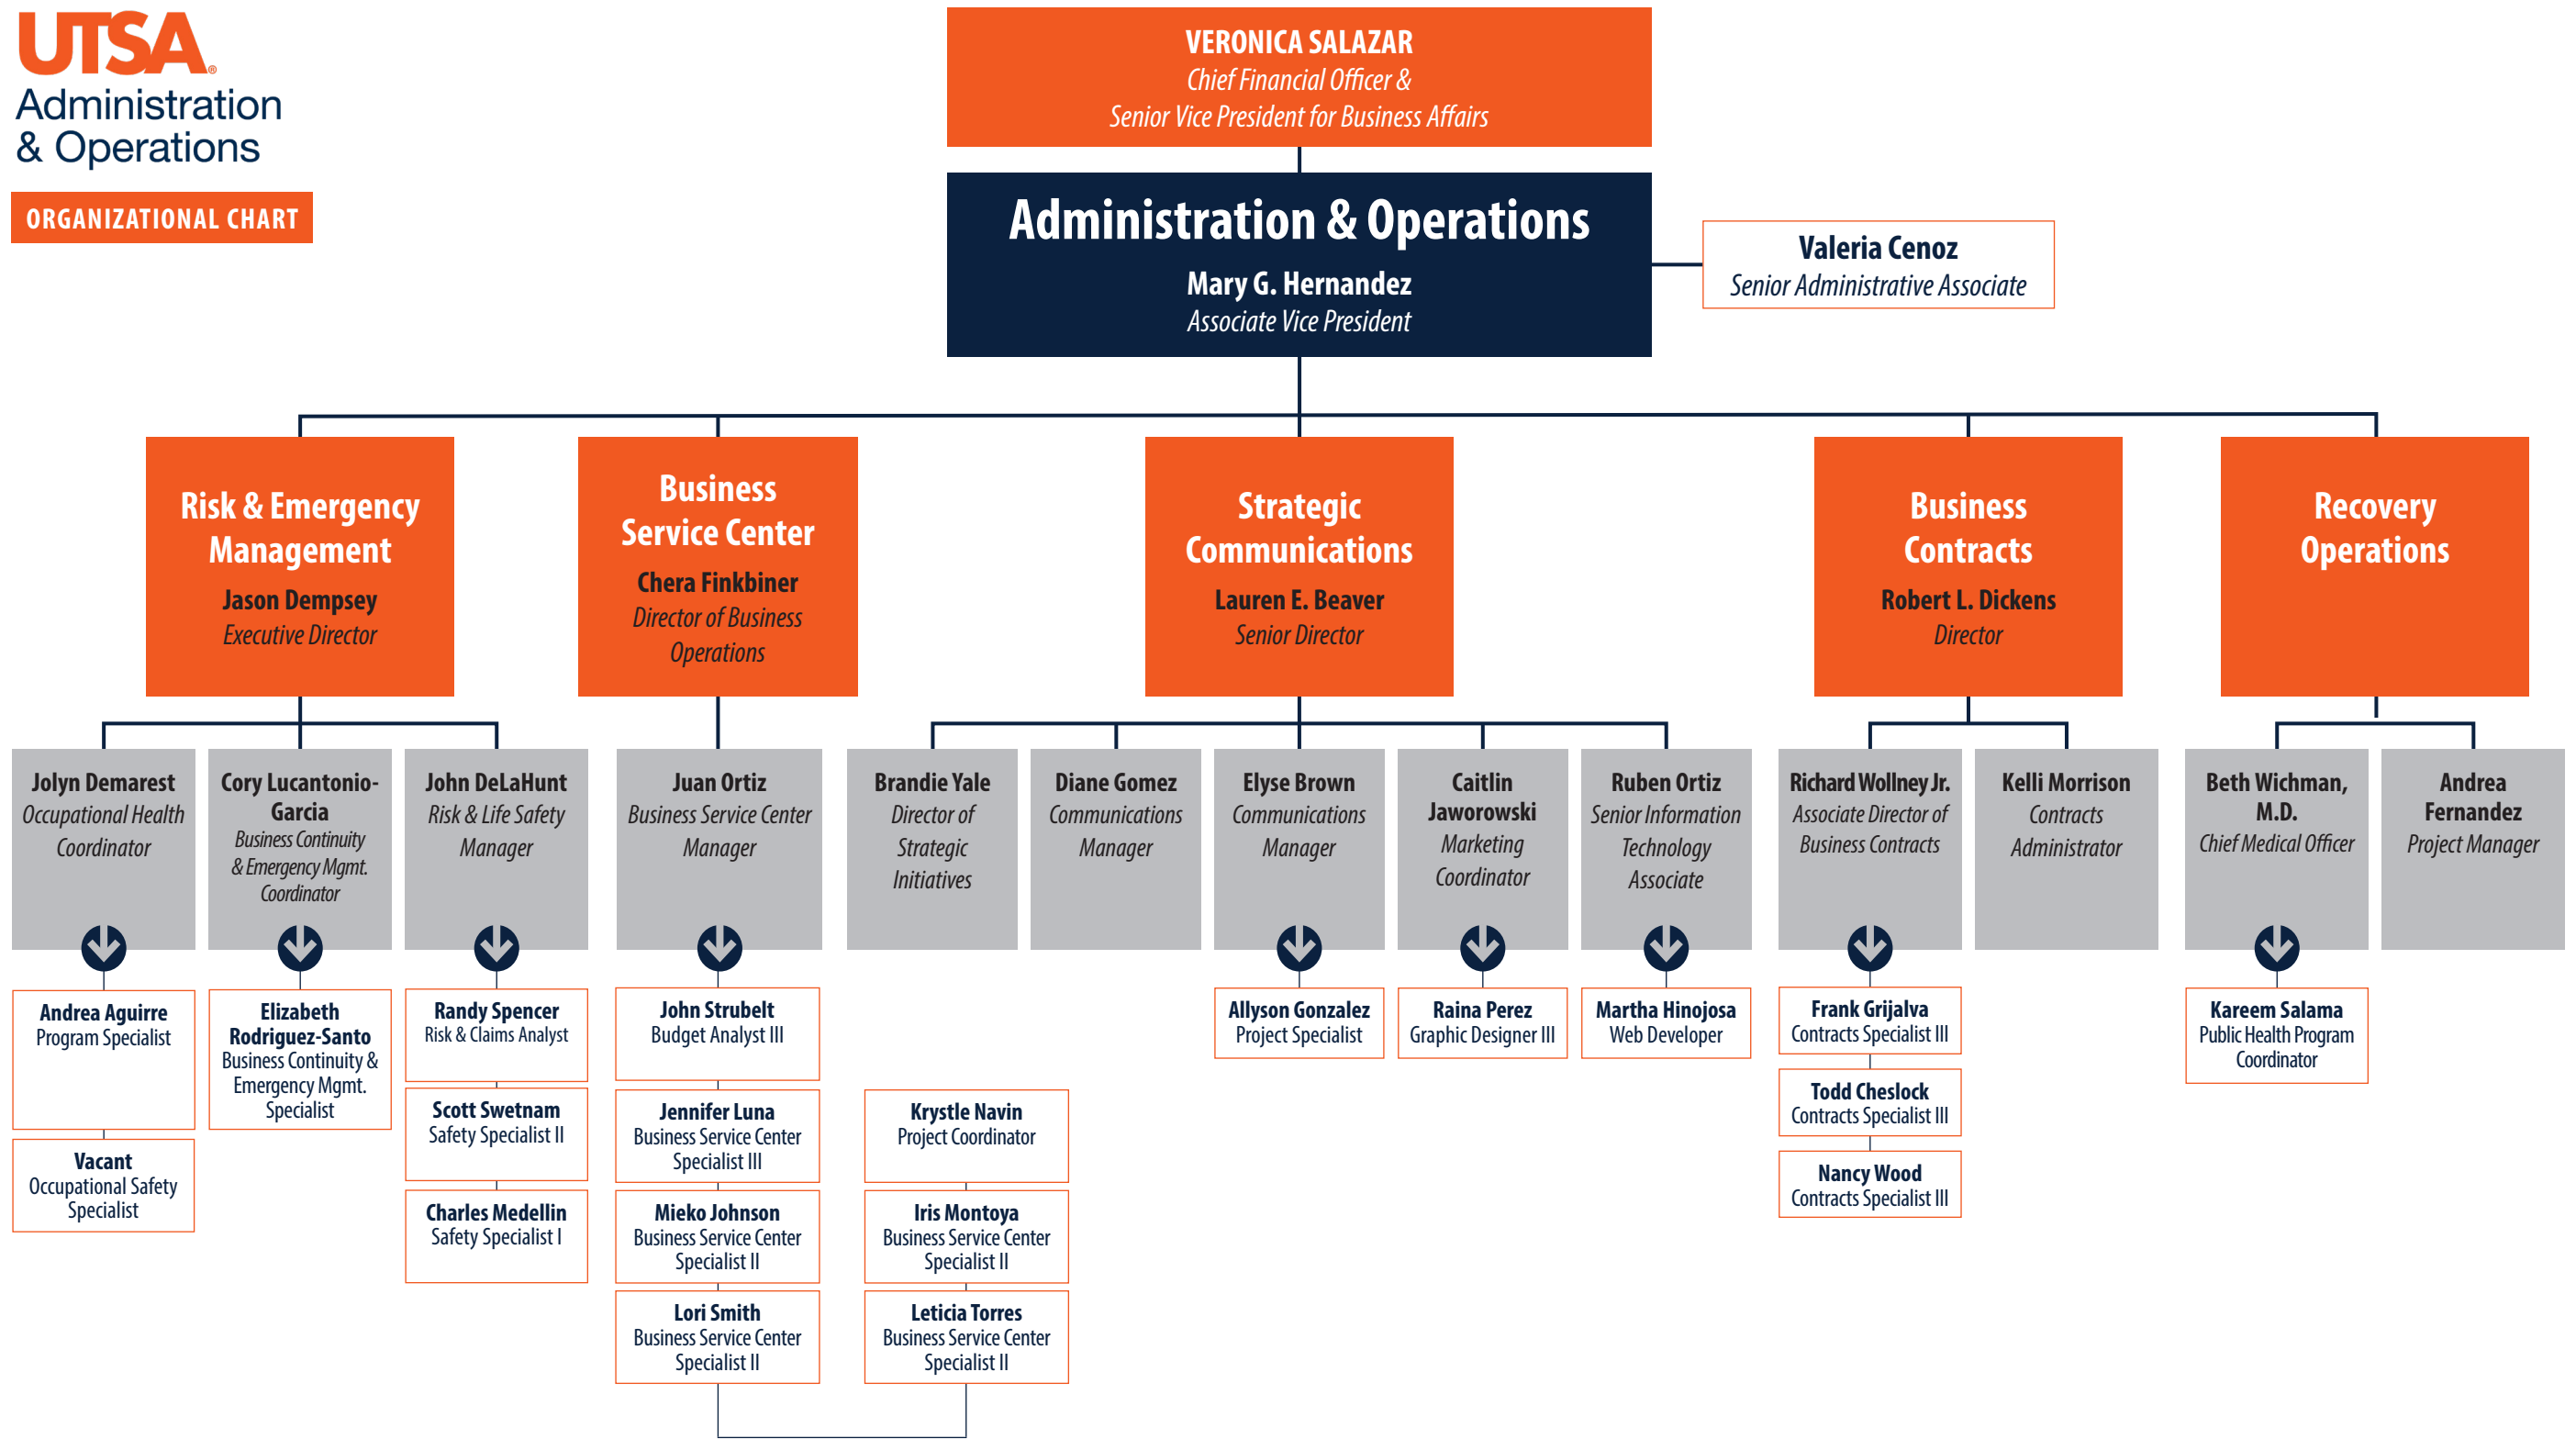 UTSA®
Administration
& Operations
ORGANIZATIONAL CHART
VERONICA SALAZAR
Chief Financial Officer &
Senior Vice President for Business Affairs
Administration & Operations
Mary G. Hernandez
Associate Vice President
Valeria Cenoz
Senior Administrative Associate
Risk & Emergency
Management
Jason Dempsey
Executive Director
Business
Service Center
Chera Finkbiner
Director of Business
Operations
Strategic
Communications
Lauren E. Beaver
Senior Director
Business
Contracts
Robert L. Dickens
Director
Recovery
Operations
Jolyn Demarest
Occupational Health
Coordinator
Cory Lucantonio-
Garcia
Business Continuity
& Emergency Mgmt.
Coordinator
John DeLaHunt
Risk & Life Safety
Manager
Juan Ortiz
Business Service Center
Manager
Brandie Yale
Director of
Strategic
Initiatives
Diane Gomez
Communications
Manager
Elyse Brown
Communications
Manager
Caitlin
Jaworowski
Marketing
Coordinator
Ruben Ortiz
Senior Information
Technology
Associate
Richard Wollney Jr.
Associate Director of
Business Contracts
Kelli Morrison
Contracts
Administrator
Beth Wichman,
M.D.
Chief Medical Officer
Andrea
Fernandez
Project Manager
Andrea Aguirre
Program Specialist
Vacant
Occupational Safety
Specialist
Elizabeth
Rodriguez-Santo
Business Continuity &
Emergency Mgmt.
Specialist
Randy Spencer
Risk & Claims Analyst
Scott Swetnam
Safety Specialist II
Charles Medellin
Safety Specialist I
John Strubelt
Budget Analyst III
Jennifer Luna
Business Service Center
Specialist III
Mieko Johnson
Business Service Center
Specialist II
Lori Smith
Business Service Center
Specialist II
Krystle Navin
Project Coordinator
Iris Montoya
Business Service Center
Specialist II
Leticia Torres
Business Service Center
Specialist II
Allyson Gonzalez
Project Specialist
Raina Perez
Graphic Designer III
Martha Hinojosa
Web Developer
Frank Grijalva
Contracts Specialist III
Todd Cheslock
Contracts Specialist III
Nancy Wood
Contracts Specialist III
Kareem Salama
Public Health Program
Coordinator